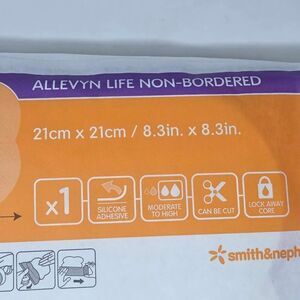 ALLEVYN LIFE NON-BORDERED
21cm x 21cm / 8.3in. x 8.3in.
x1
SILICONE ADHESIVE
MODERATE TO HIGH
CAN BE CUT
LOCK AWAY CORE
smith&neph